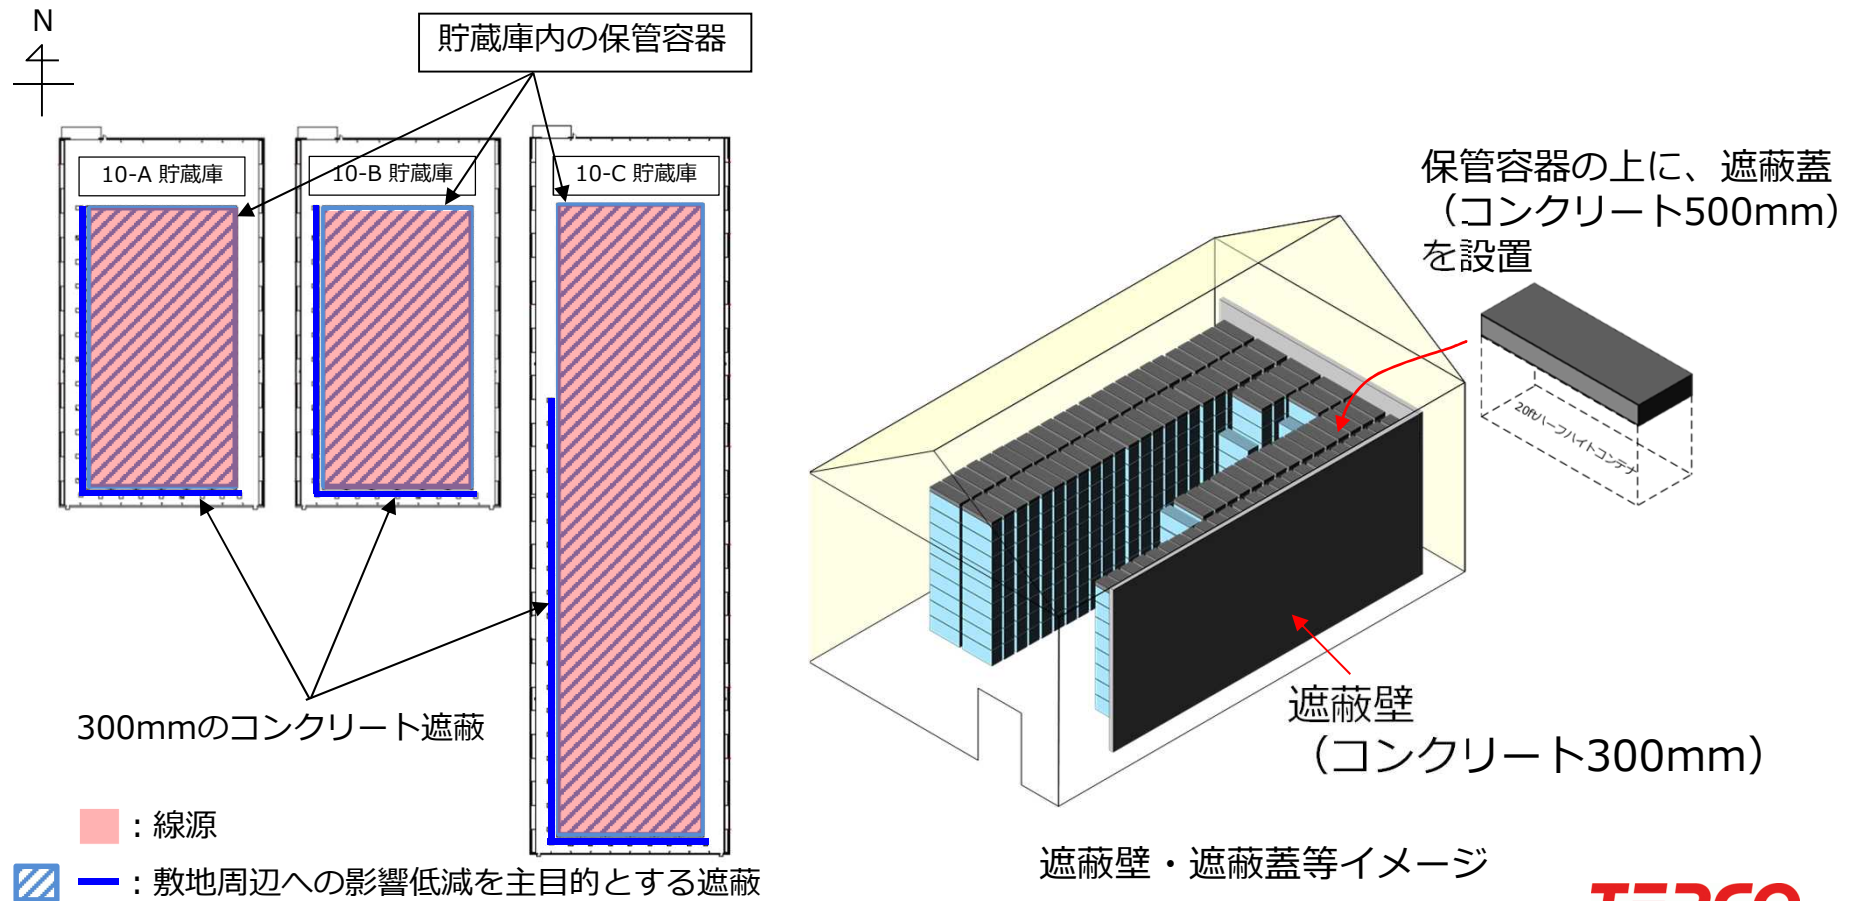 N
貯蔵庫内の保管容器
10-A 貯蔵庫
10-B 貯蔵庫
10-C 貯蔵庫
300mmのコンクリート遮蔽
：線源
：敷地周辺への影響低減を主目的とする遮蔽
保管容器の上に、遮蔽蓋
（コンクリート500mm）
を設置
20ftハーフハイトコンテナ
遮蔽壁
（コンクリート300mm）
遮蔽壁・遮蔽蓋等イメージ
TEPCO